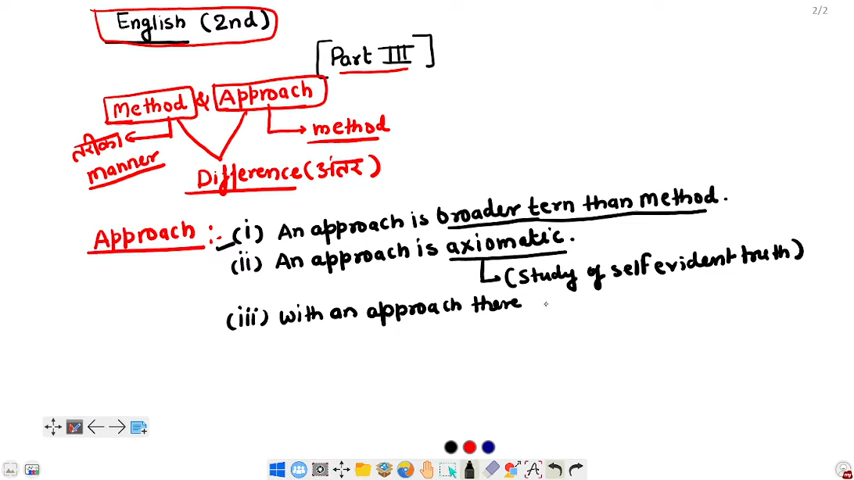 2/2
English (2nd)
[Part III]
Method & Approach
तरीका
manner
method
Difference (अंतर)
Approach :- (i) An approach is broader tern than method.
(ii) An approach is axiomatic.
(study of self evident truth)
(iii) with an approach there